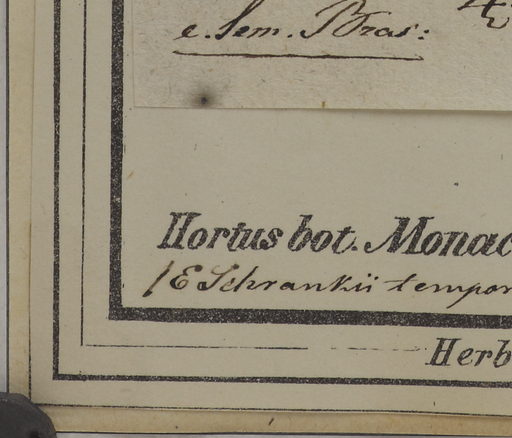 e. Sem. Bras:
Hortus bot. Monac
(E Schrankii tempor
Herb